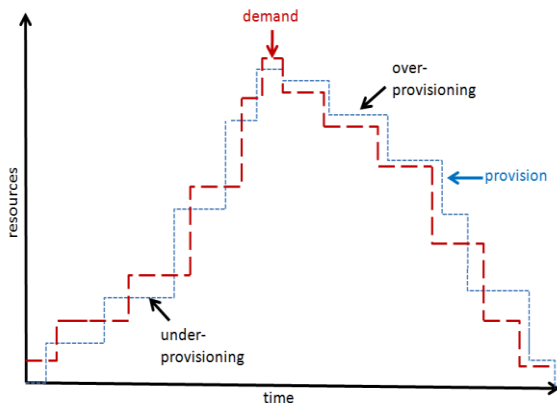 demand
over-
provisioning
provision
resources
under-
provisioning
time